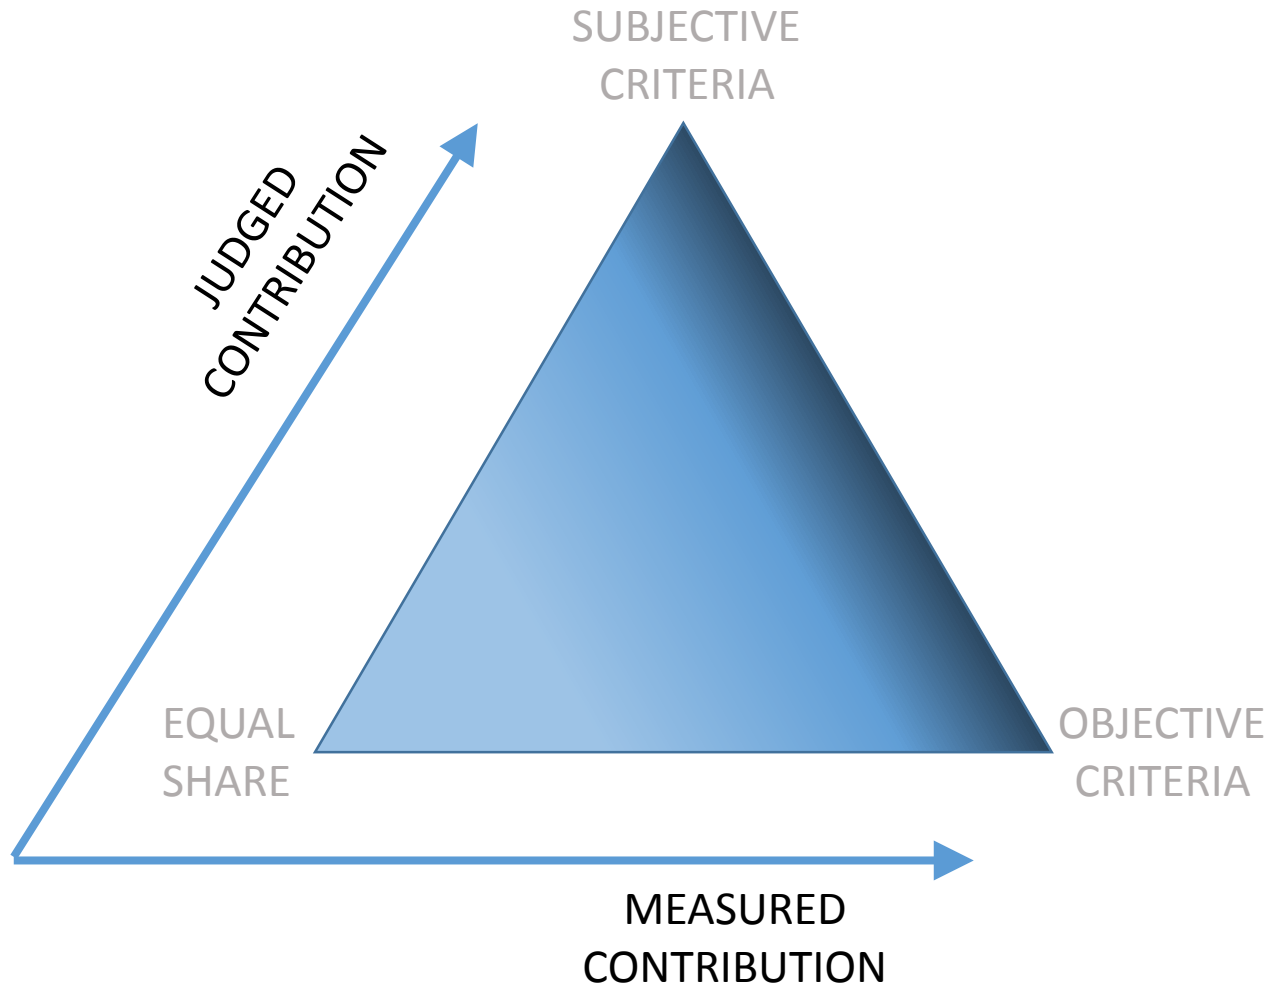 SUBJECTIVE
CRITERIA
JUDGED
CONTRIBUTION
EQUAL
SHARE
OBJECTIVE
CRITERIA
MEASURED
CONTRIBUTION